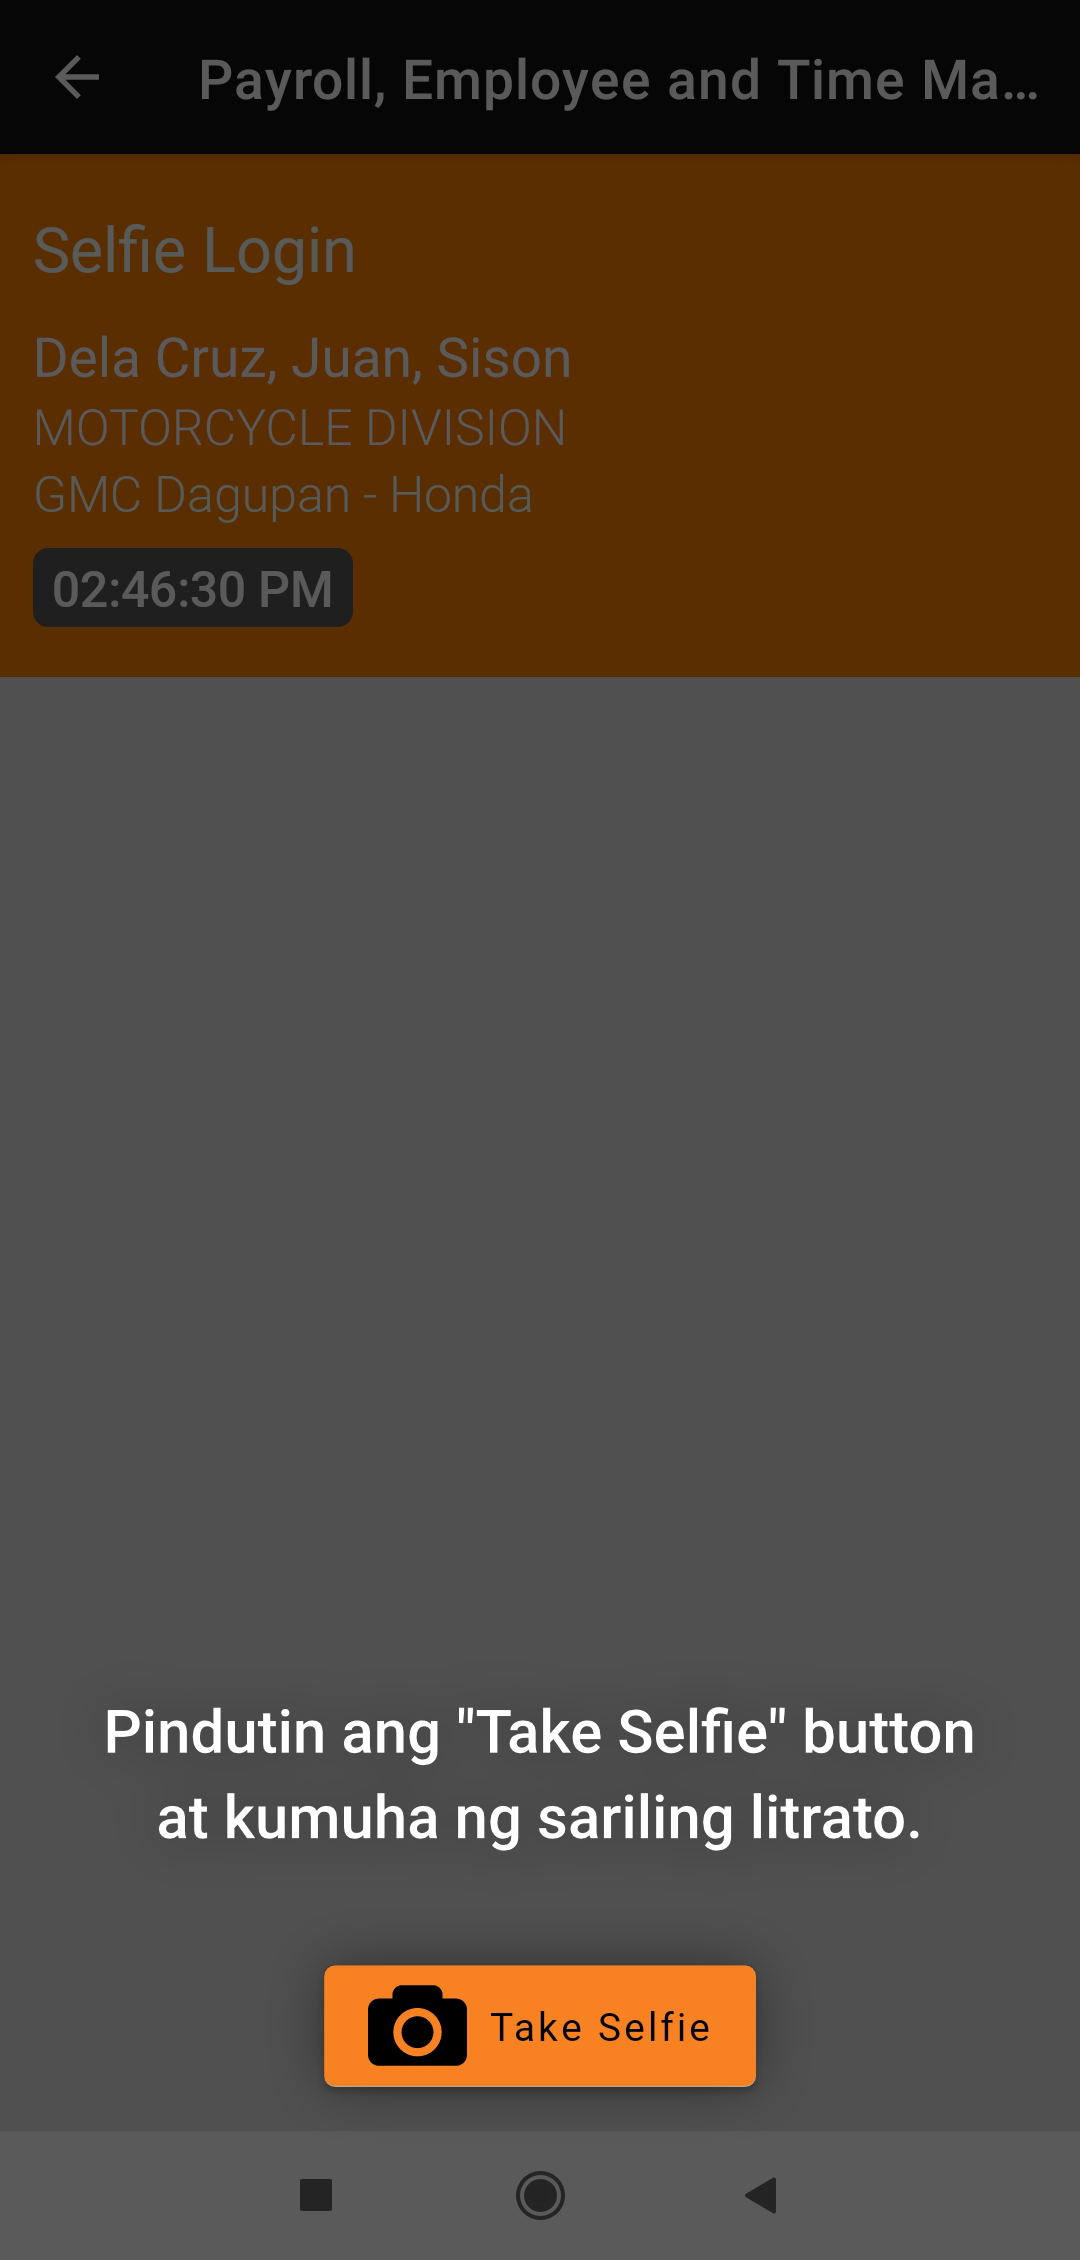 Payroll, Employee and Time Ma...
Selfie Login
Dela Cruz, Juan, Sison
MOTORCYCLE DIVISION
GMC Dagupan - Honda
02:46:30 PM
Pindutin ang "Take Selfie" button
at kumuha ng sariling litrato.
Take Selfie